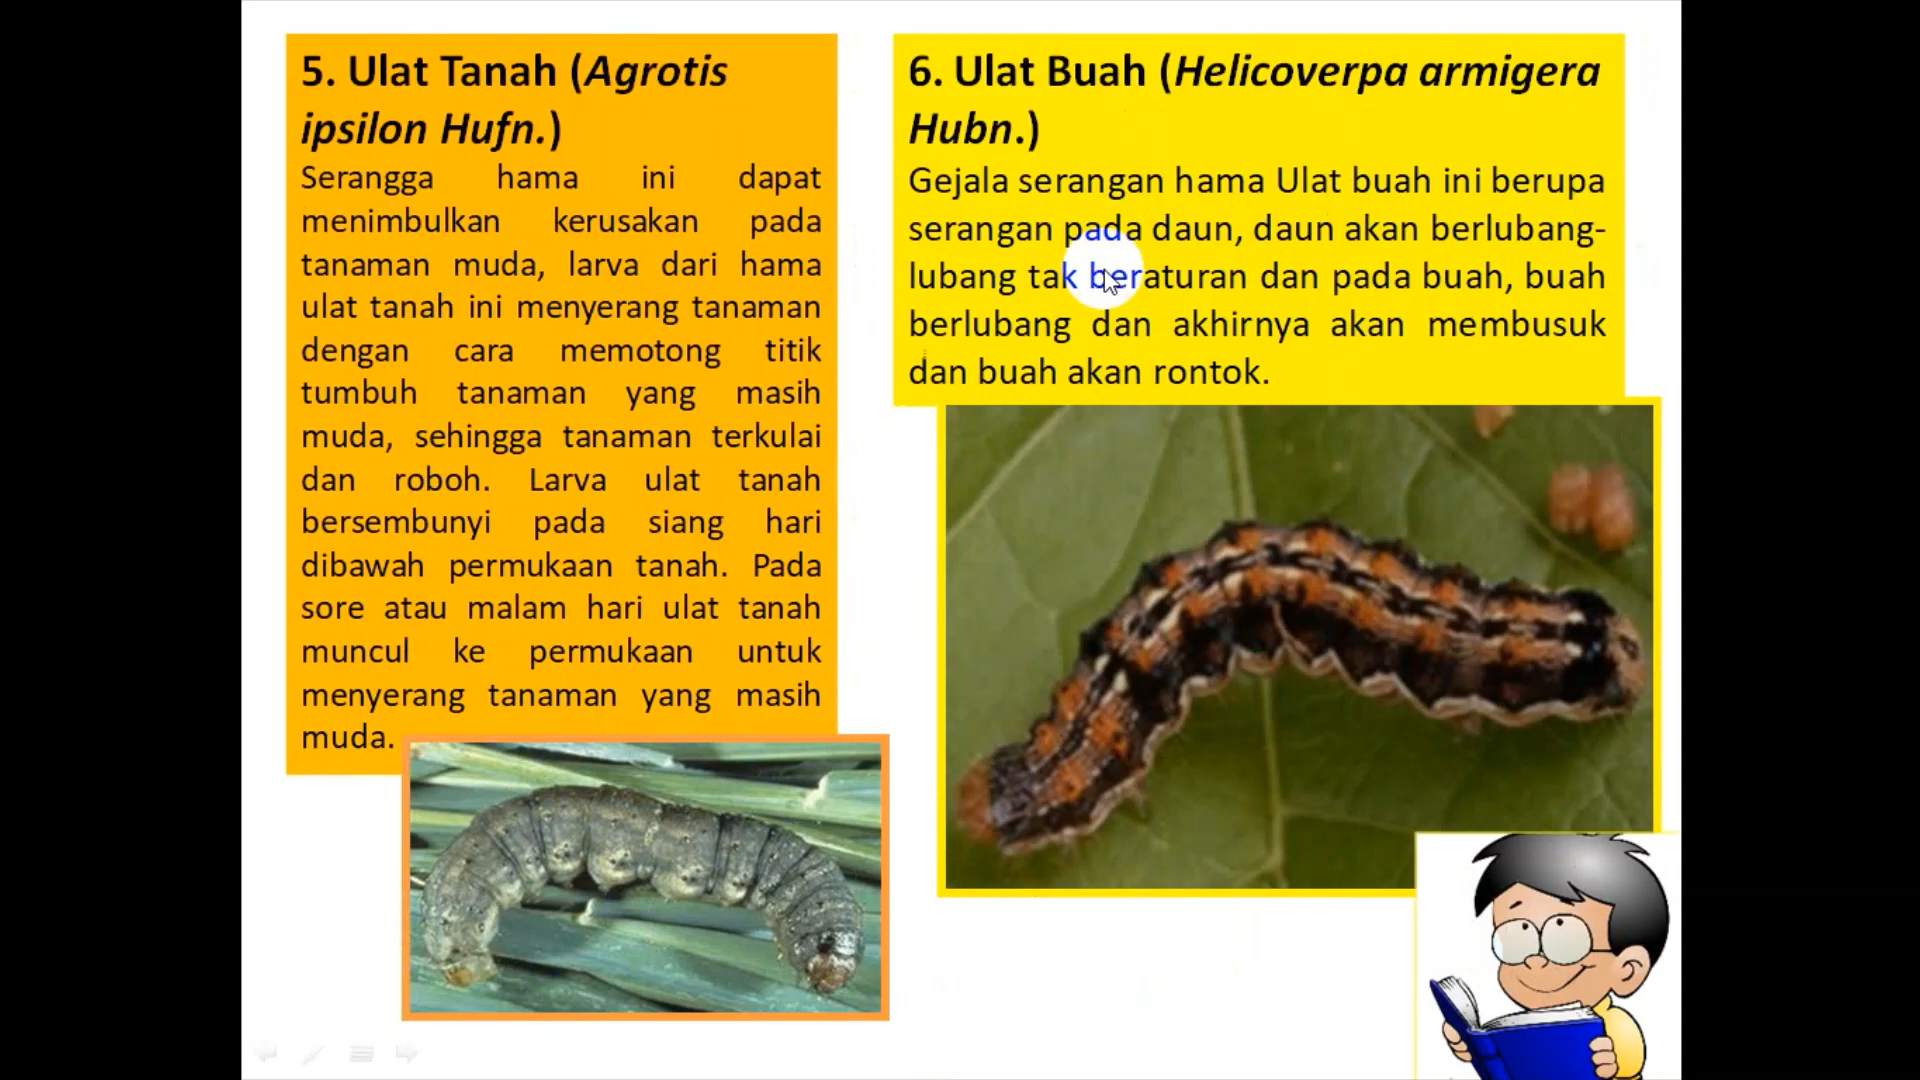 5. Ulat Tanah (Agrotis
ipsilon Hufn.)
Serangga hama ini dapat
menimbulkan kerusakan pada
tanaman muda, larva dari hama
ulat tanah ini menyerang tanaman
dengan cara memotong titik
tumbuh tanaman yang masih
muda, sehingga tanaman terkulai
dan roboh. Larva ulat tanah
bersembunyi pada siang hari
dibawah permukaan tanah. Pada
sore atau malam hari ulat tanah
muncul ke permukaan untuk
menyerang tanaman yang masih
muda.
6. Ulat Buah (Helicoverpa armigera
Hubn.)
Gejala serangan hama Ulat buah ini berupa
serangan pada daun, daun akan berlubang-
lubang tak beraturan dan pada buah, buah
berlubang dan akhirnya akan membusuk
dan buah akan rontok.